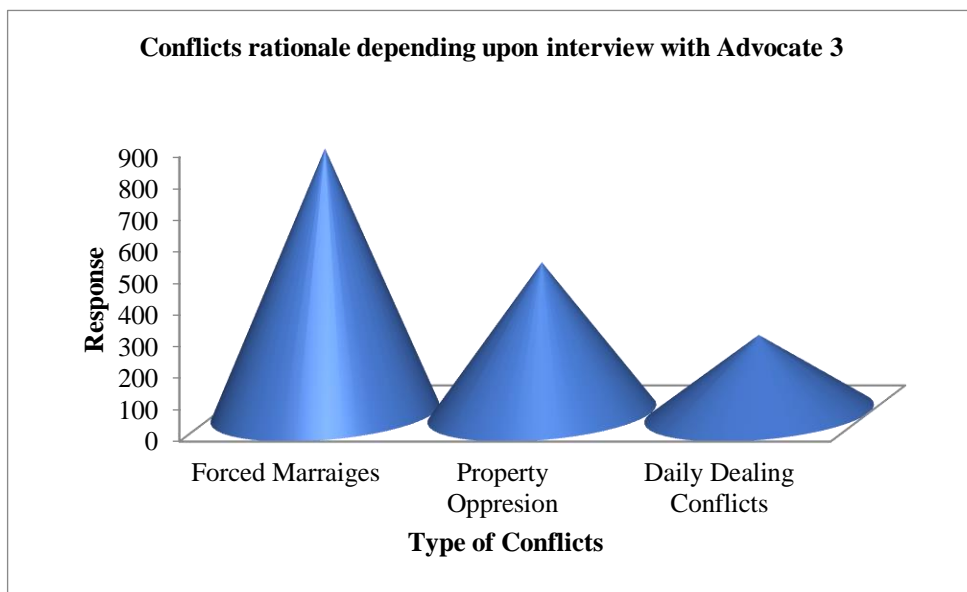 Conflicts rationale depending upon interview with Advocate 3
900
800
700
600
500
400
300
200
100
0
Response
Forced Marraiges
Property
Oppresion
Daily Dealing
Conflicts
Type of Conflicts